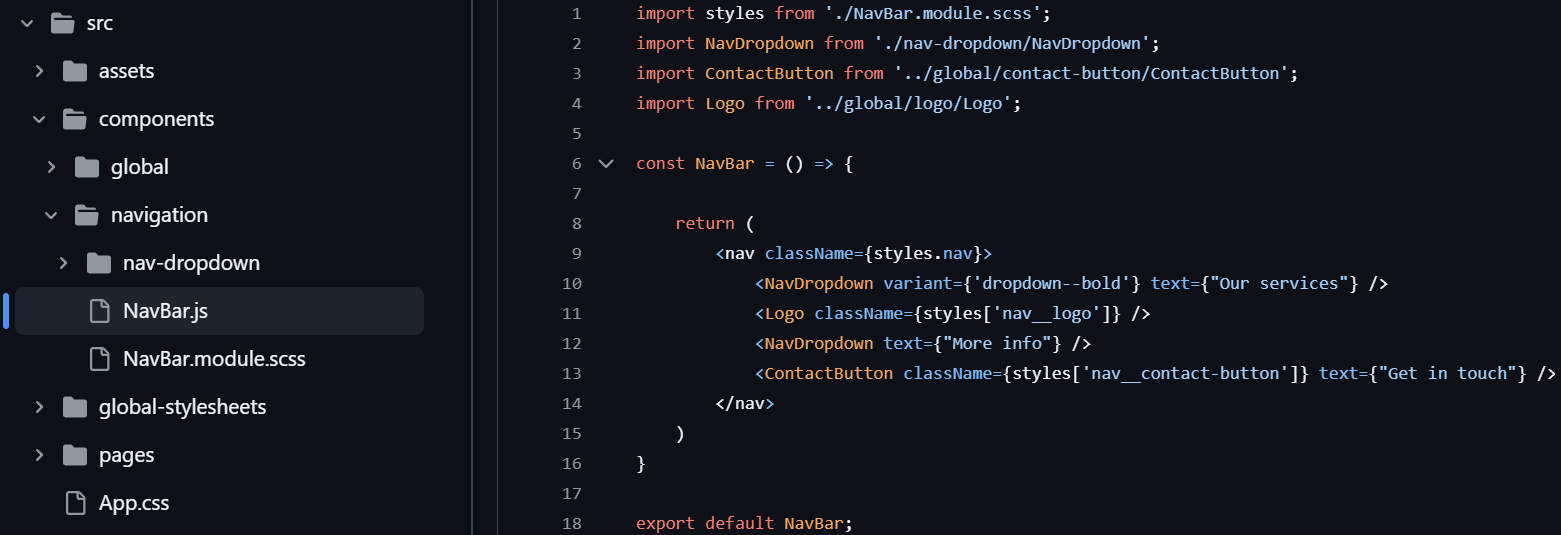 src
assets
components
global
navigation
nav-dropdown
NavBar.js
NavBar.module.scss
global-stylesheets
pages
App.css
1 import styles from './NavBar.module.scss';
2 import NavDropdown from './nav-dropdown/NavDropdown';
3 import ContactButton from '../global/contact-button/ContactButton';
4 import Logo from '../global/logo/Logo';
5
6 const NavBar = () => {
7
8     return (
9         <nav className={styles.nav}>
10             <NavDropdown variant={'dropdown--bold'} text={"Our services"} />
11             <Logo className={styles['nav__logo']} />
12             <NavDropdown text={"More info"} />
13             <ContactButton className={styles['nav__contact-button']} text={"Get in touch"} />
14         </nav>
15     )
16 }
17
18 export default NavBar;